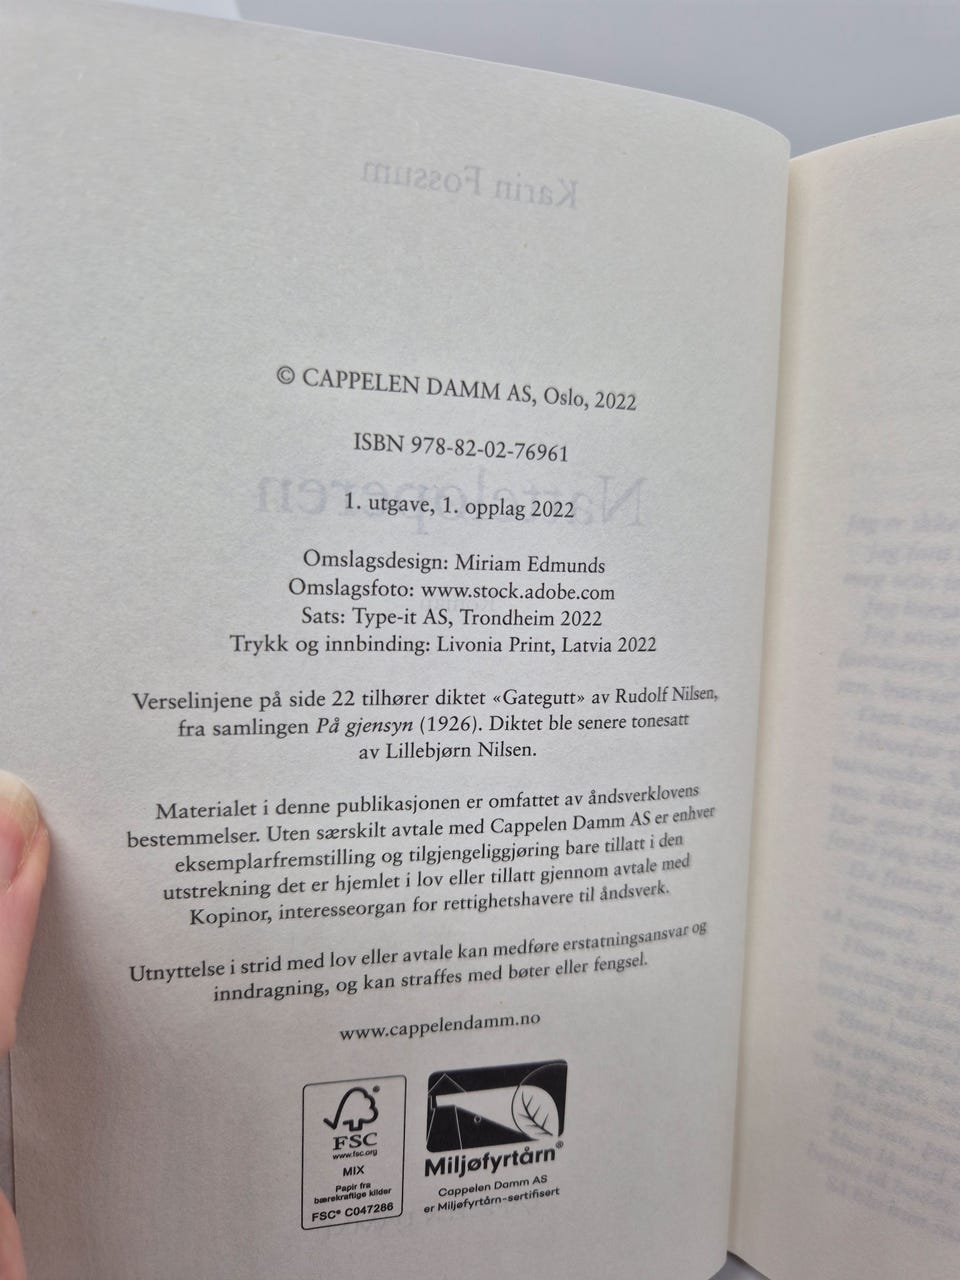 Karin Fossum
© CAPPELEN DAMM AS, Oslo, 2022
ISBN 978-82-02-76961
Natteloperen
1. utgave, 1. opplag 2022
Omslagsdesign: Miriam Edmunds
Omslagsfoto: www.stock.adobe.com
Sats: Type-it AS, Trondheim 2022
Trykk og innbinding: Livonia Print, Latvia 2022
Verselinjene på side 22 tilhører diktet «Gategutt» av Rudolf Nilsen,
fra samlingen På gjensyn (1926). Diktet ble senere tonesatt
av Lillebjørn Nilsen.
Materialet i denne publikasjonen er omfattet av åndsverklovens
bestemmelser. Uten særskilt avtale med Cappelen Damm AS er enhver
eksemplarfremstilling og tilgjengeliggjøring bare tillatt i den
utstrekning det er hjemlet i lov eller tillatt gjennom avtale med
Kopinor, interesseorgan for rettighetshavere til åndsverk.
Utnyttelse i strid med lov eller avtale kan medføre erstatningsansvar og
inndragning, og kan straffes med bøter eller fengsel.
www.cappelendamm.no
FSC
www.fsc.org
MIX
Papir fra
bærekraftige kilder
FSC® C047286
Miljøfyrtårn®
Cappelen Damm AS
er Miljøfyrtårn-sertifisert